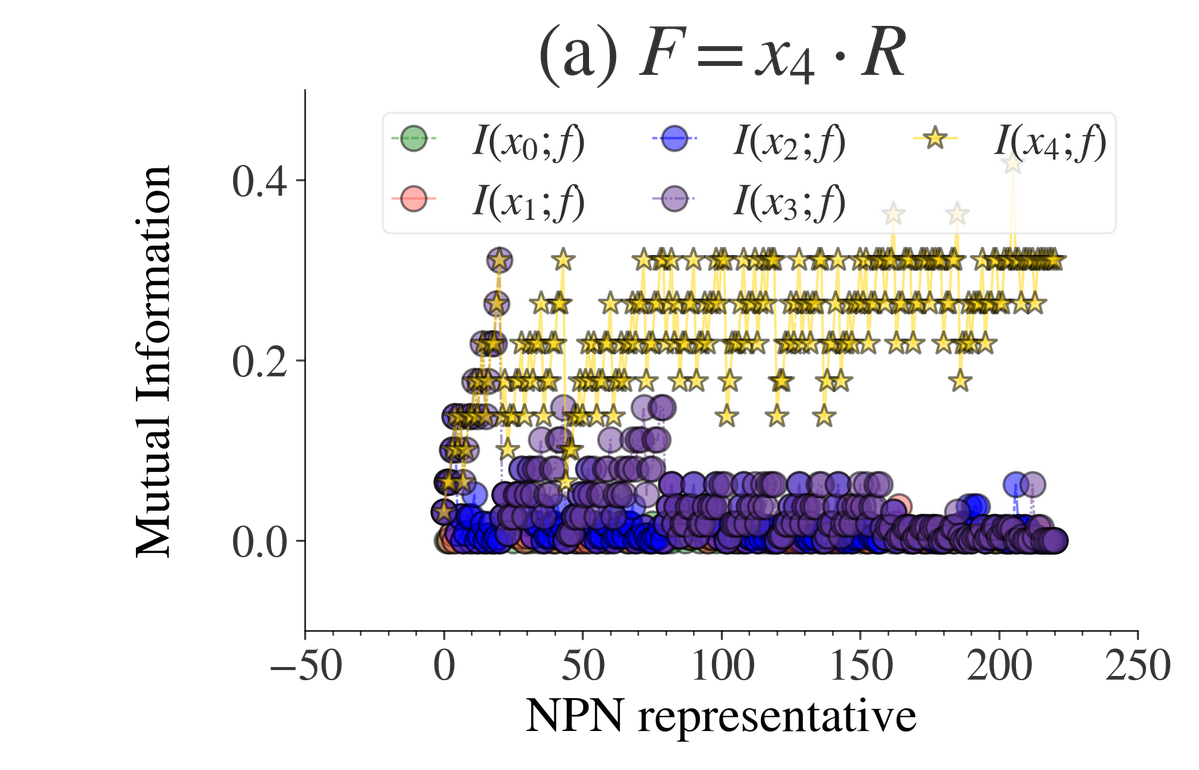 (a) F = x₄ · R
I(x₀; f) I(x₂; f) I(x₄; f)
I(x₁; f) I(x₃; f)
Mutual Information
0.4
0.2
0.0
−50 0 50 100 150 200 250
NPN representative